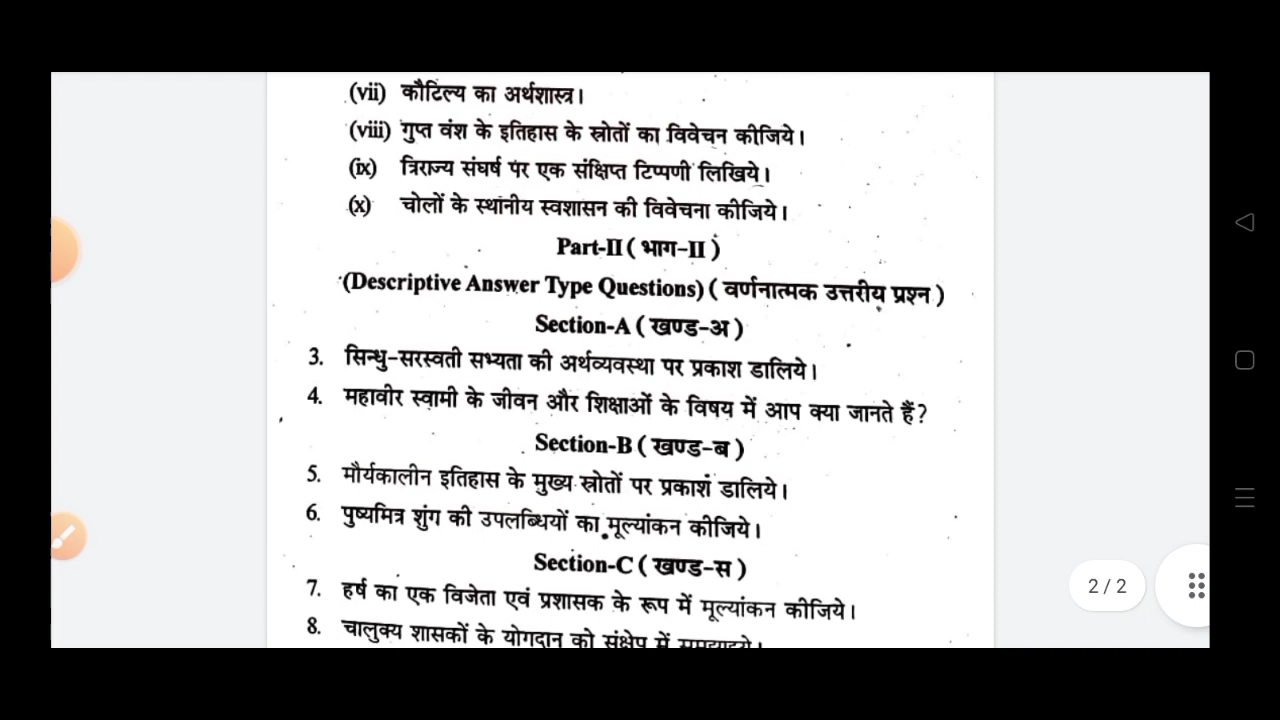 (vii) कौटिल्य का अर्थशास्त्र।
(viii) गुप्त वंश के इतिहास के स्रोतों का विवेचन कीजिये।
(ix) त्रिराज्य संघर्ष पर एक संक्षिप्त टिप्पणी लिखिये।
(x) चोलों के स्थानीय स्वशासन की विवेचना कीजिये।
Part-II ( भाग-II )
(Descriptive Answer Type Questions) ( वर्णनात्मक उत्तरीय प्रश्न )
Section-A ( खण्ड-अ )
3. सिन्धु-सरस्वती सभ्यता की अर्थव्यवस्था पर प्रकाश डालिये।
4. महावीर स्वामी के जीवन और शिक्षाओं के विषय में आप क्या जानते हैं?
Section-B ( खण्ड-ब )
5. मौर्यकालीन इतिहास के मुख्य स्रोतों पर प्रकाश डालिये।
6. पुष्यमित्र शुंग की उपलब्धियों का मूल्यांकन कीजिये।
Section-C ( खण्ड-स )
7. हर्ष का एक विजेता एवं प्रशासक के रूप में मूल्यांकन कीजिये।
8. चालुक्य शासकों के योगदान को संक्षेप में
2 / 2